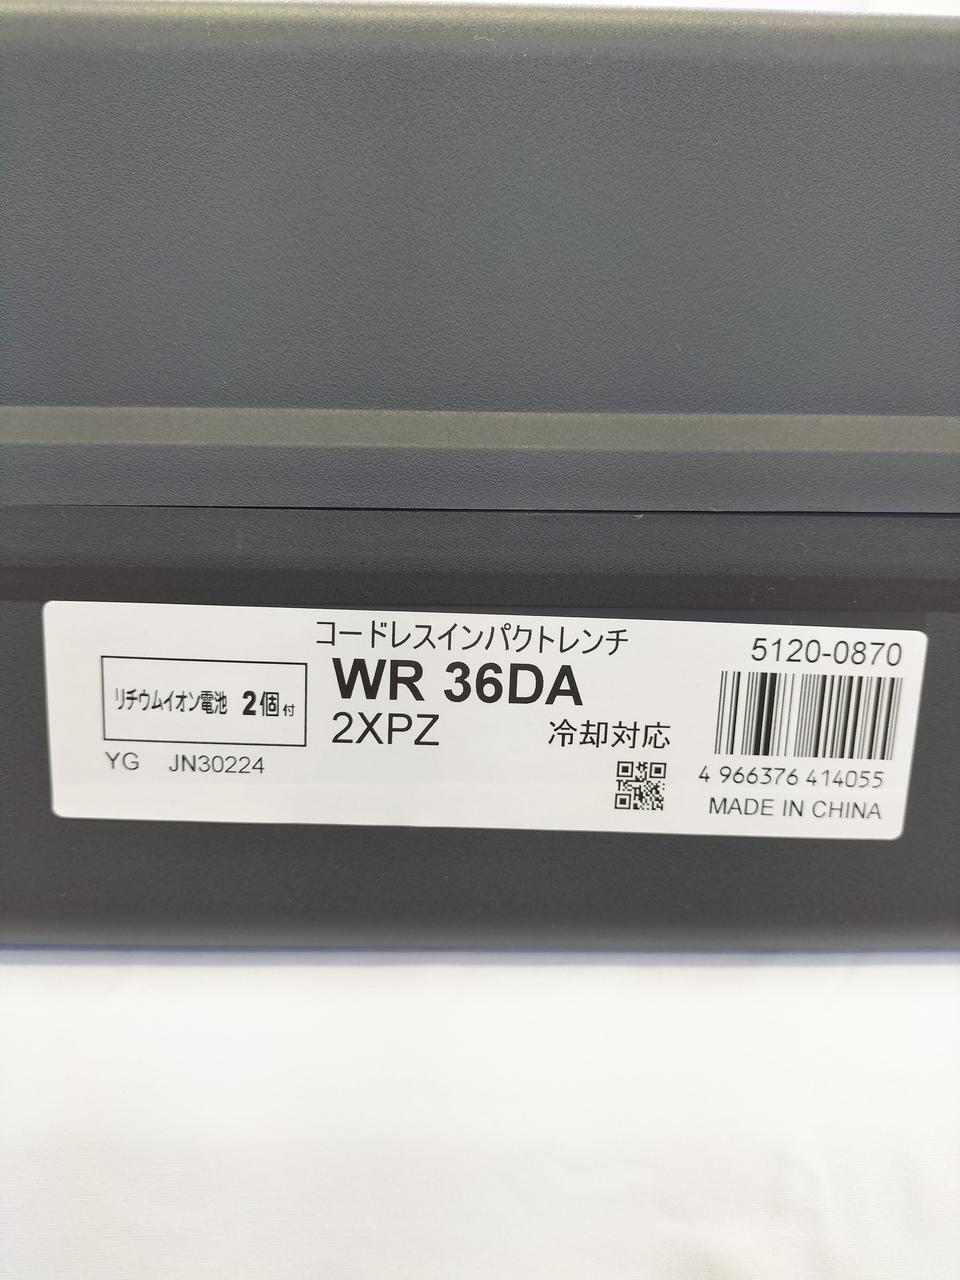 コードレスインパクトレンチ
5120-0870
リチウムイオン電池 2個付
WR 36DA
2XPZ 冷却対応
YG JN30224
4 966376 414055
MADE IN CHINA